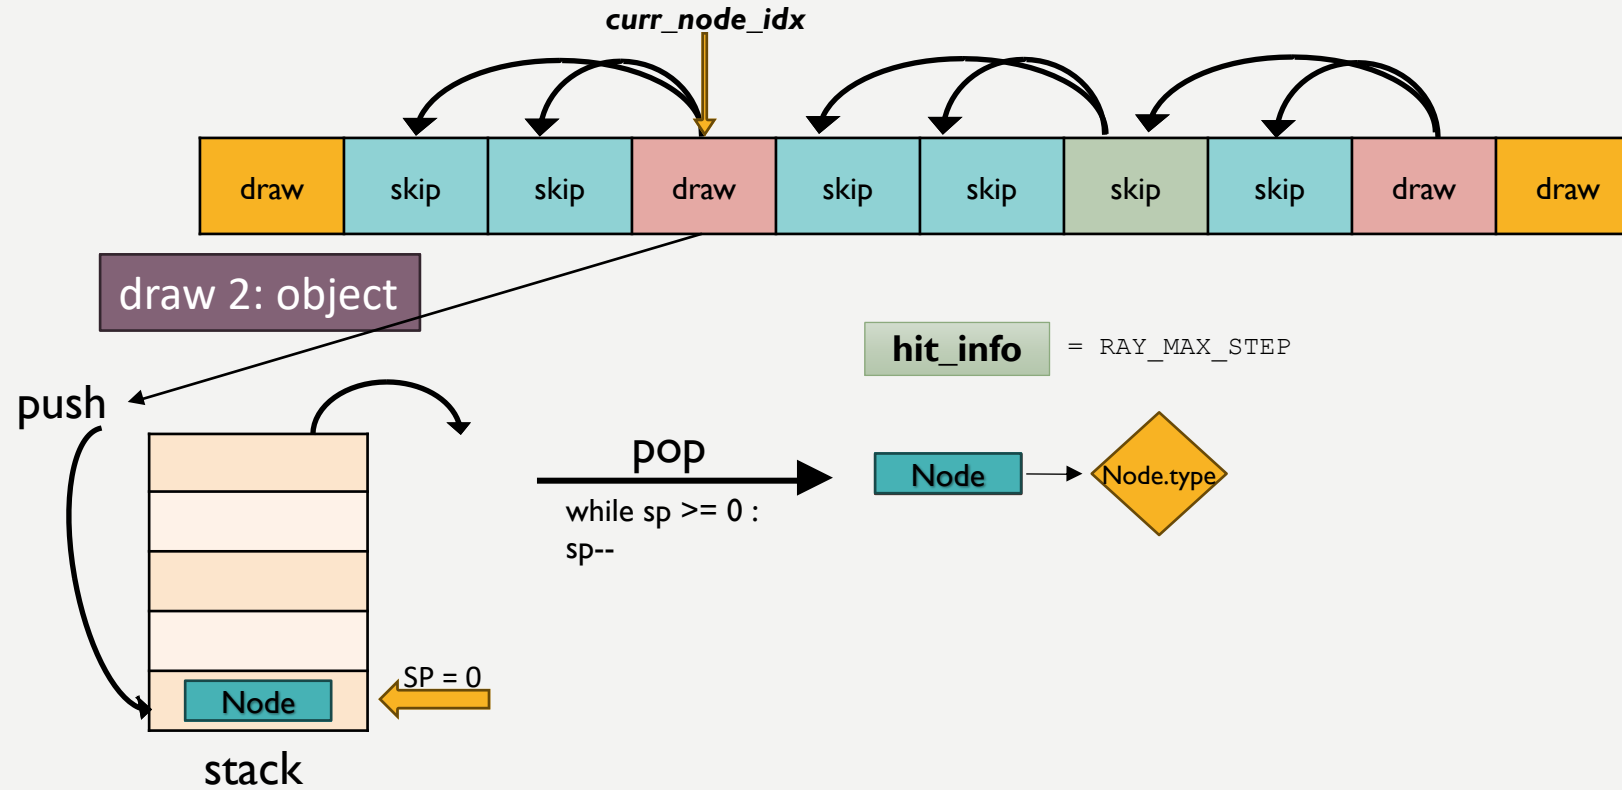 curr_node_idx
draw skip skip draw skip skip skip skip draw draw
draw 2: object
hit_info = RAY_MAX_STEP
push
pop
Node Node.type
while sp >= 0 :
sp--
SP = 0
Node
stack